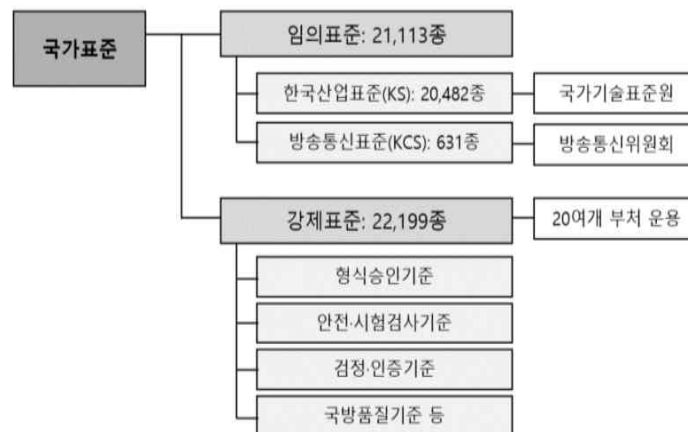 국가표준
임의표준: 21,113종
한국산업표준(KS): 20,482종
국가기술표준원
방송통신표준(KCS): 631종
방송통신위원회
강제표준: 22,199종
20여개 부처 운용
형식승인기준
안전·시험검사기준
검정·인증기준
국방품질기준 등